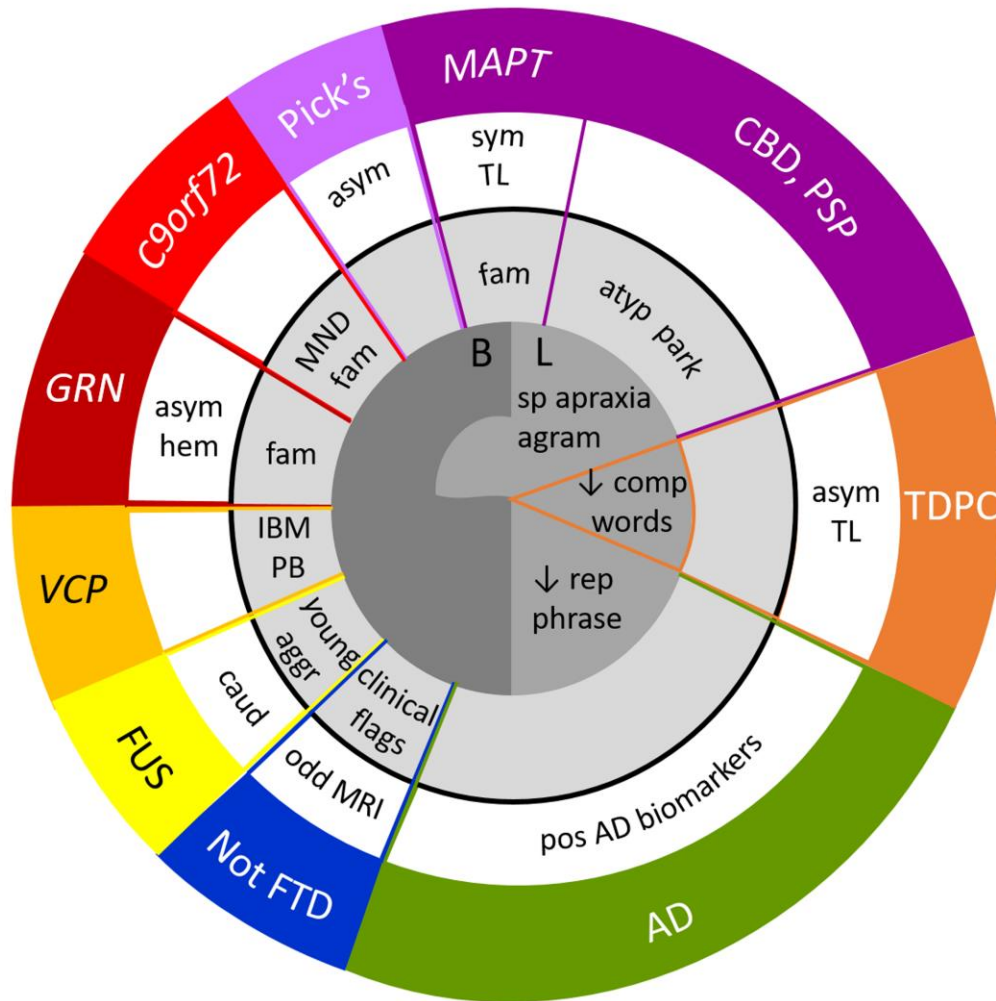 Pick's
MAPT
CBD, PSP
TDPC
AD
Not FTD
FUS
VCP
GRN
C9orf72
asym
sym
TL
asym
TL
pos AD biomarkers
odd MRI
caud
asym
hem
fam
atyp park
clinical
flags
young
aggr
IBM
PB
fam
MND
fam
B
L
sp apraxia
agram
↓ comp
words
↓ rep
phrase